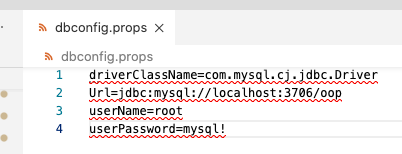 dbconfig.props
dbconfig.props
1 driverClassName=com.mysql.cj.jdbc.Driver
2 Url=jdbc:mysql://localhost:3706/oop
3 userName=root
4 userPassword=mysql!